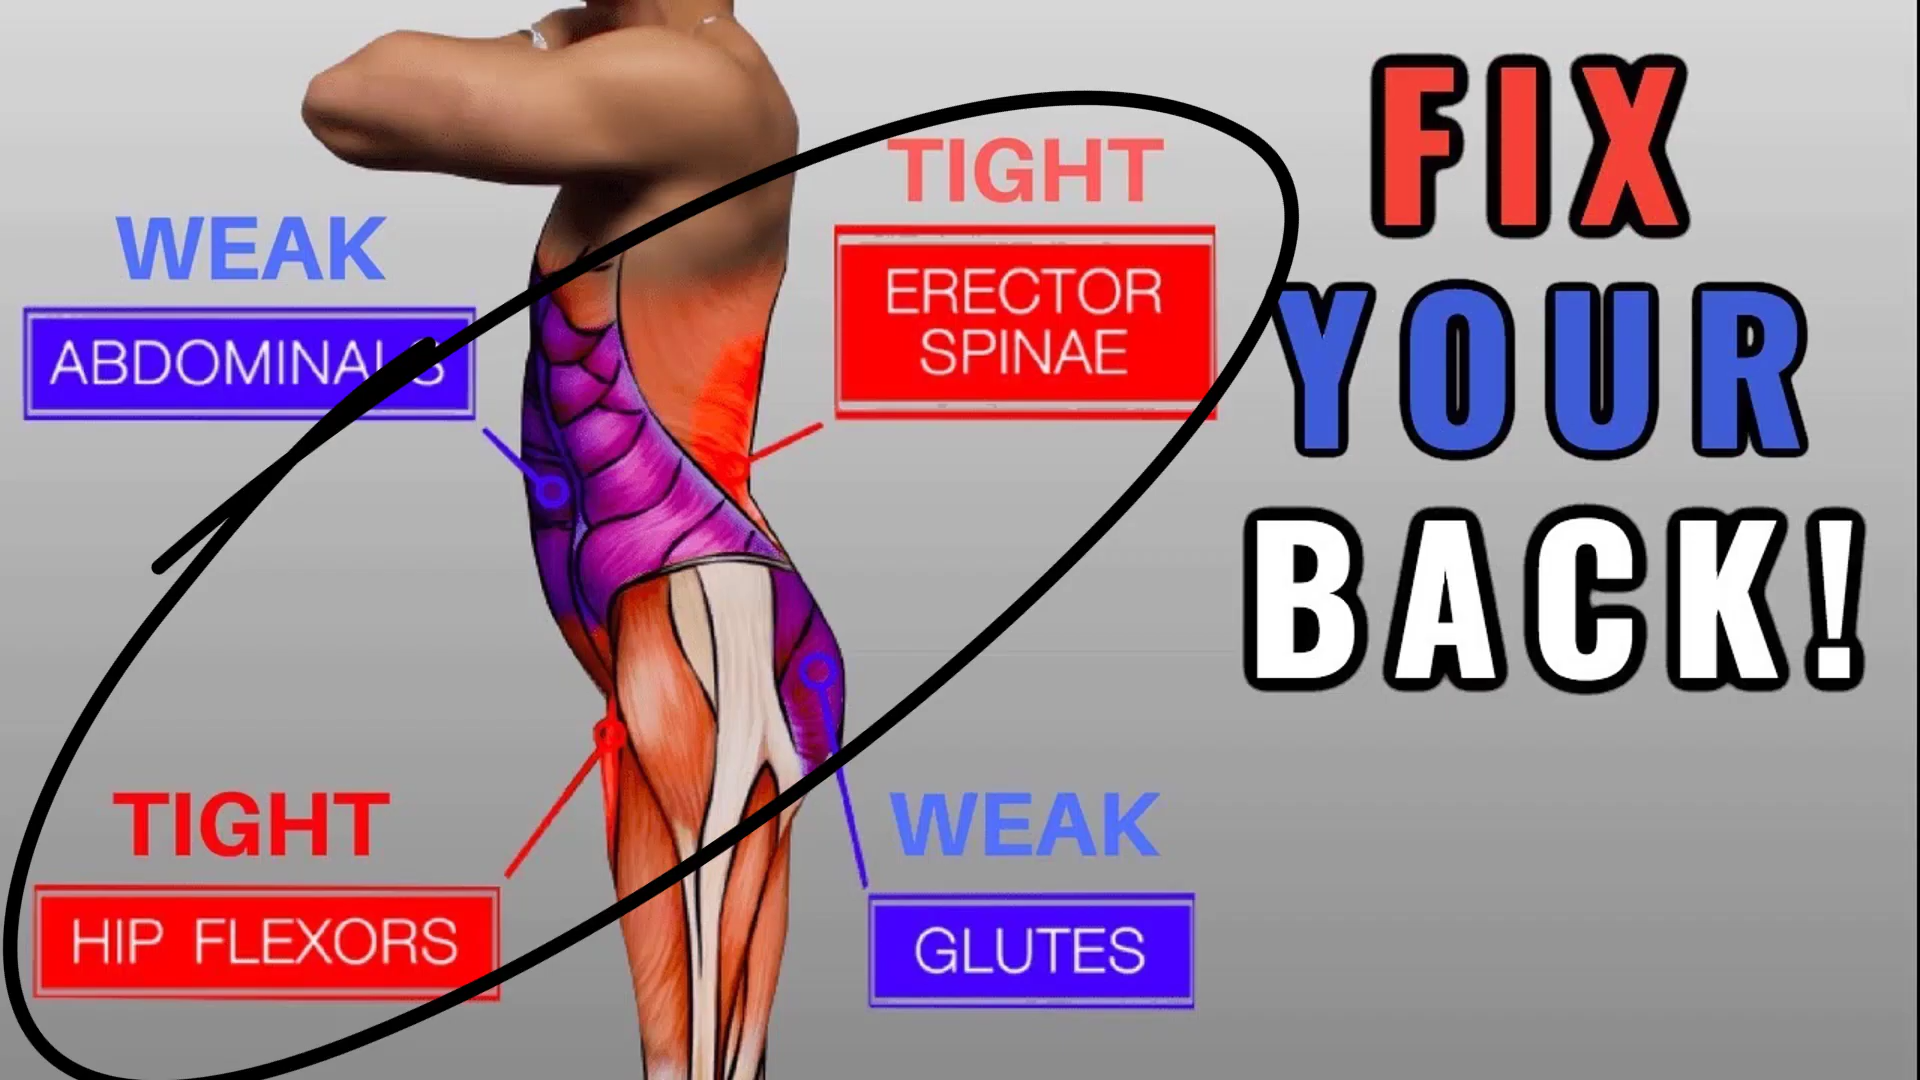 WEAK
ABDOMINALS
TIGHT
ERECTOR
SPINAE
TIGHT
HIP FLEXORS
WEAK
GLUTES
FIX
YOUR
BACK!